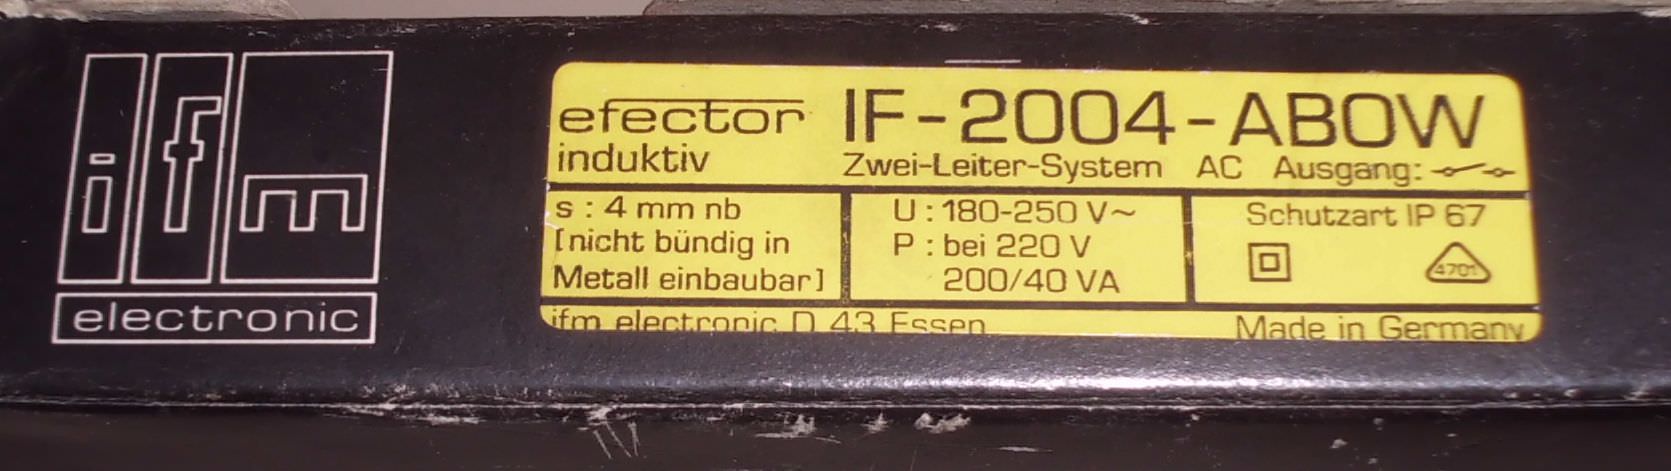 ifm
electronic
efector IF-2004-ABOW
induktiv Zwei-Leiter-System AC Ausgang:
s : 4 mm nb
[nicht bündig in
Metall einbaubar]
U : 180-250 V~
P : bei 220 V
200/40 VA
Schutzart IP 67
4701
ifm electronic D 43 Essen Made in Germany